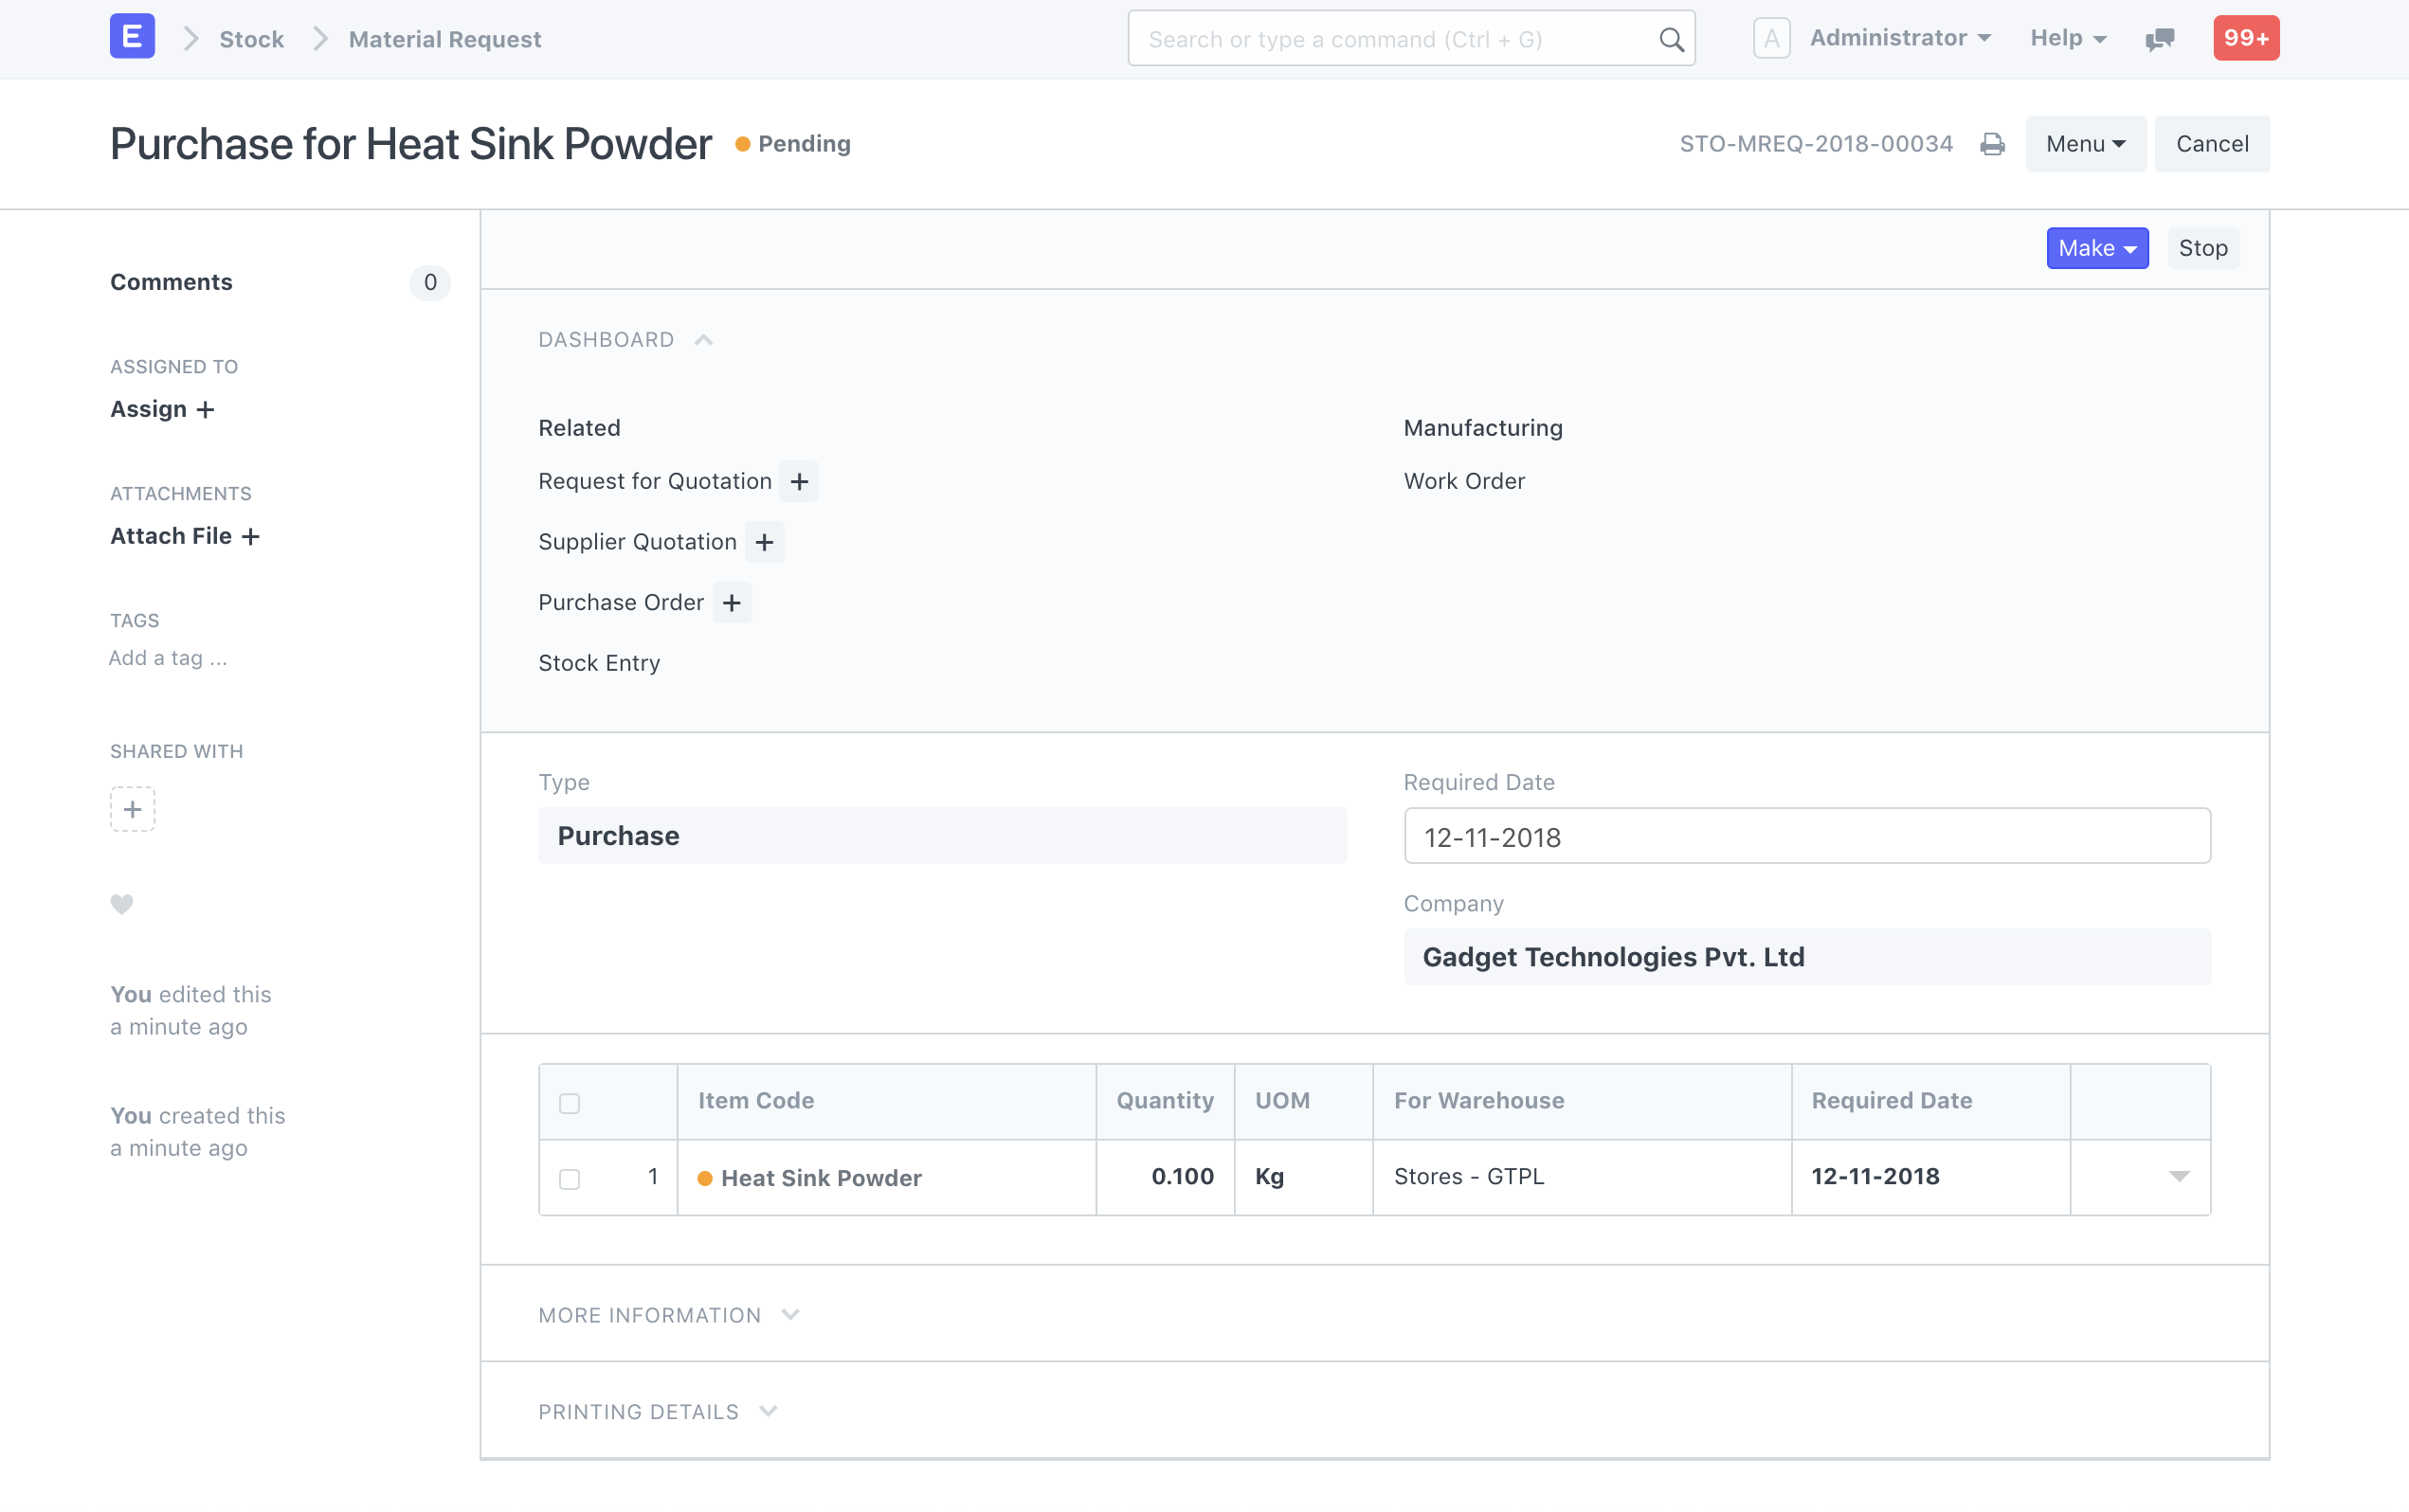 E Stock Material Request Search or type a command (Ctrl + G) A Administrator Help 99+
Purchase for Heat Sink Powder Pending STO-MREQ-2018-00034 Menu Cancel
Make Stop
Comments 0
ASSIGNED TO
Assign +
ATTACHMENTS
Attach File +
TAGS
Add a tag ...
SHARED WITH
+
You edited this
a minute ago
You created this
a minute ago
DASHBOARD
Related
Request for Quotation +
Supplier Quotation +
Purchase Order +
Stock Entry
Manufacturing
Work Order
Type
Purchase
Required Date
12-11-2018
Company
Gadget Technologies Pvt. Ltd
Item Code Quantity UOM For Warehouse Required Date
1 Heat Sink Powder 0.100 Kg Stores - GTPL 12-11-2018
MORE INFORMATION
PRINTING DETAILS